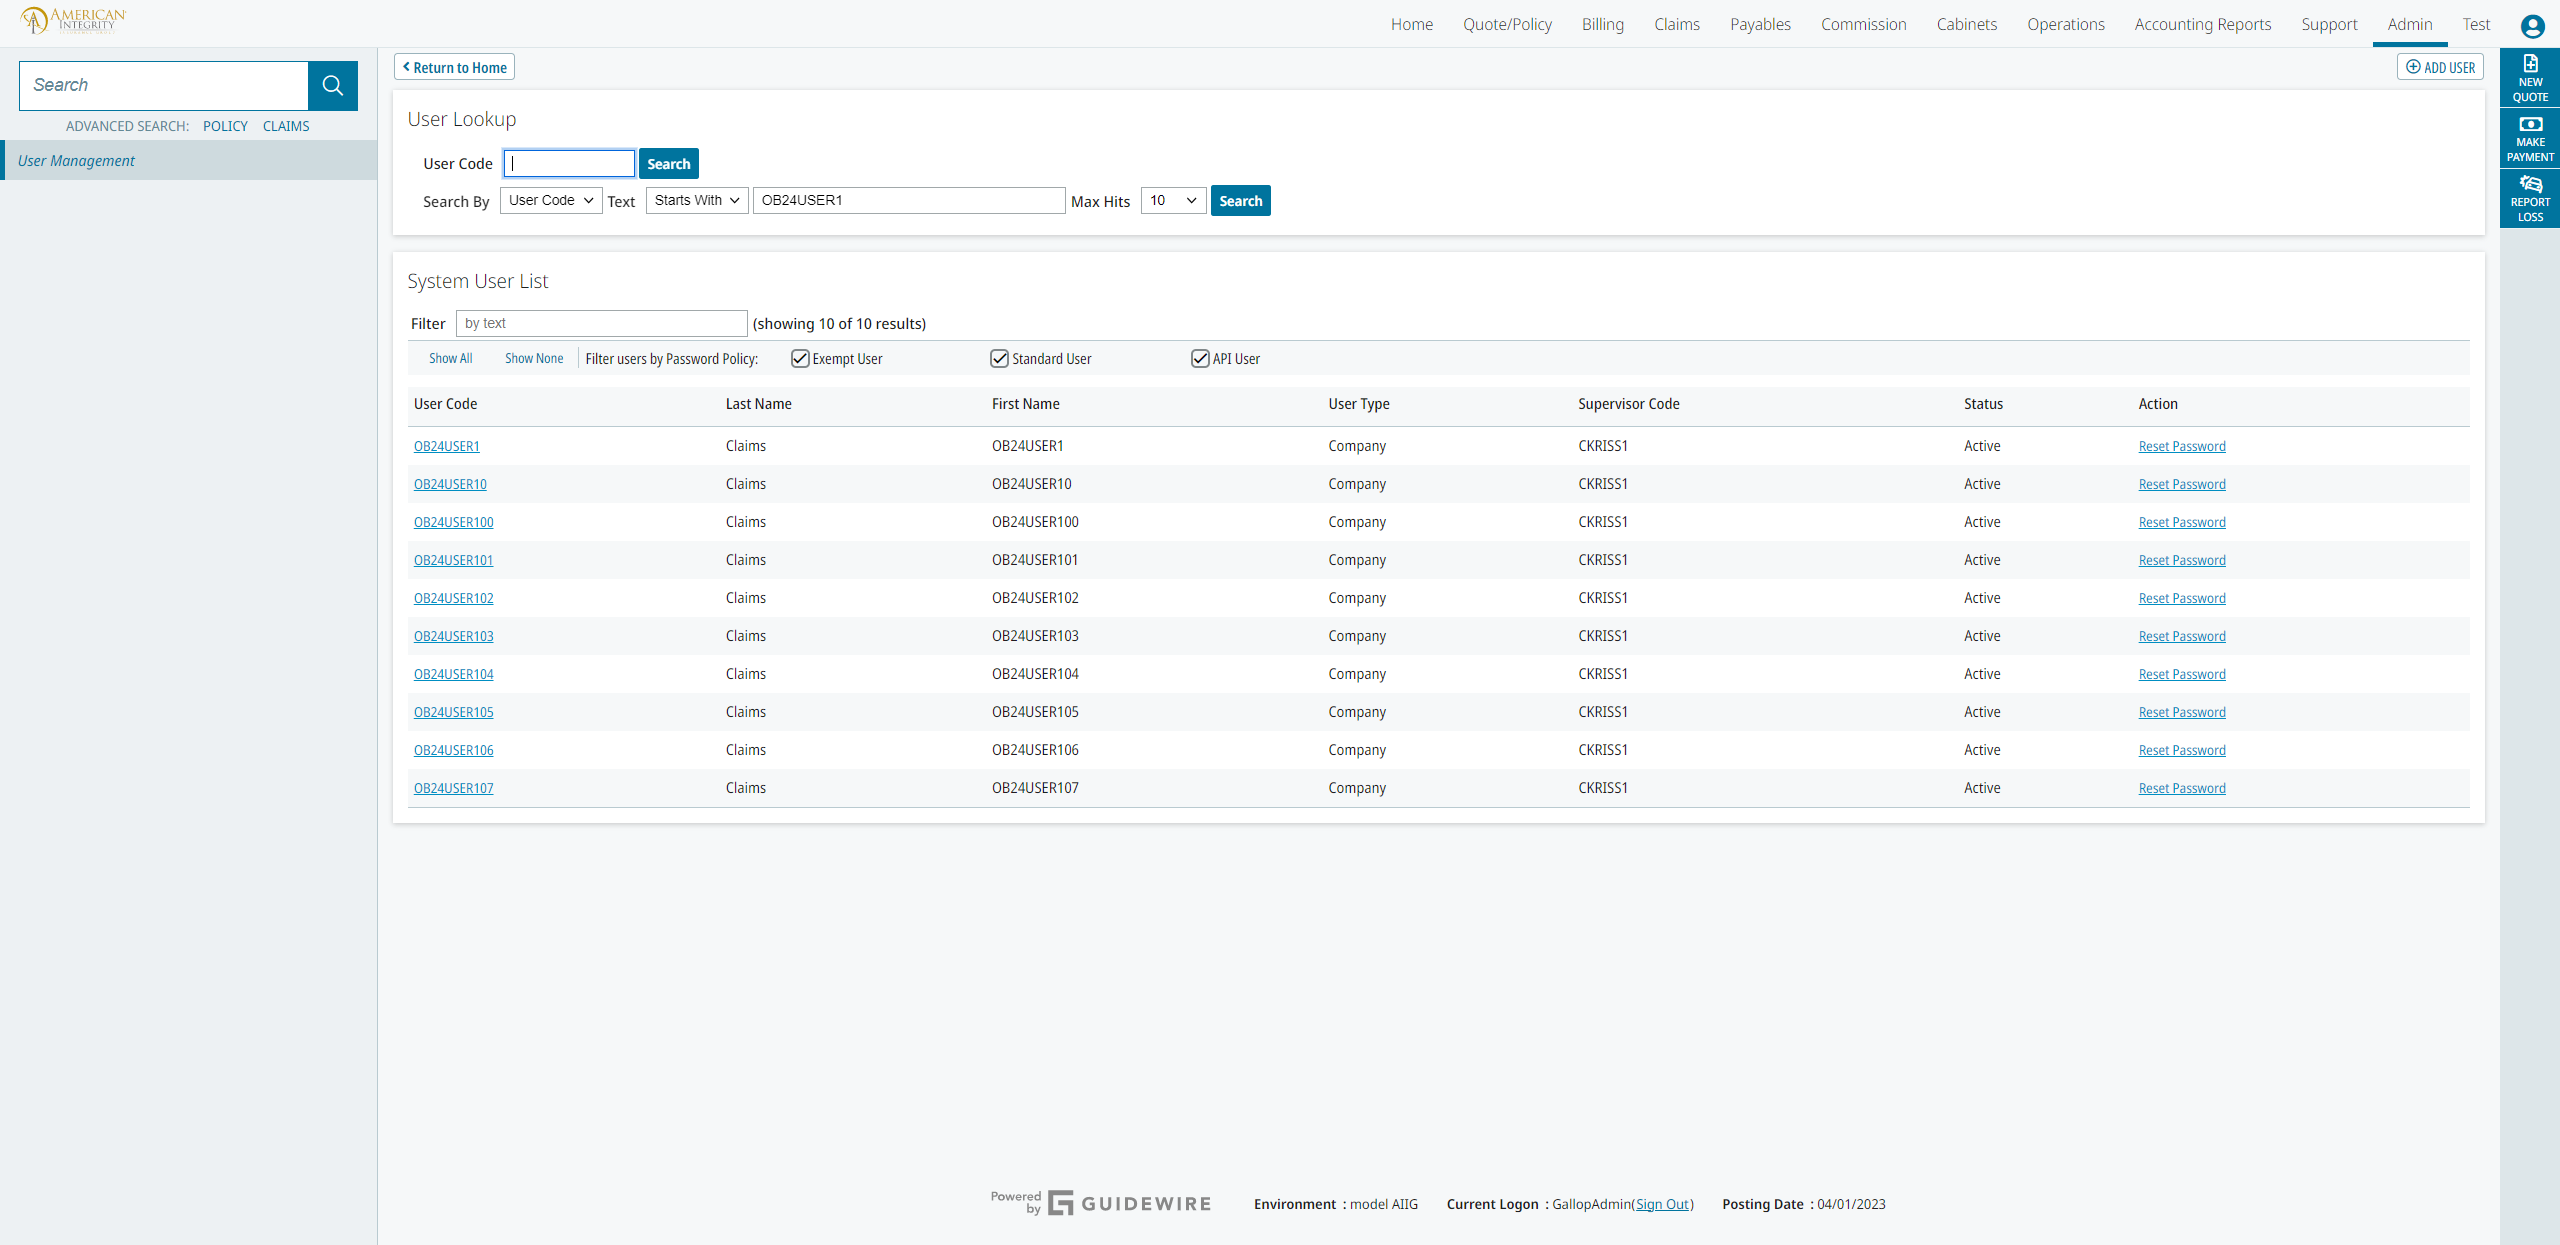 AMERICAN
INTEGRITY
Home Quote/Policy Billing Claims Payables Commission Cabinets Operations Accounting Reports Support Admin Test
Search
ADVANCED SEARCH: POLICY CLAIMS
User Management
Return to Home
ADD USER
NEW
QUOTE
MAKE
PAYMENT
REPORT
LOSS
User Lookup
User Code Search
Search By User Code Text Starts With OB24USER1 Max Hits 10 Search
System User List
Filter by text (showing 10 of 10 results)
Show All Show None Filter users by Password Policy: Exempt User Standard User API User
User Code Last Name First Name User Type Supervisor Code Status Action
OB24USER1 Claims OB24USER1 Company CKRISS1 Active Reset Password
OB24USER10 Claims OB24USER10 Company CKRISS1 Active Reset Password
OB24USER100 Claims OB24USER100 Company CKRISS1 Active Reset Password
OB24USER101 Claims OB24USER101 Company CKRISS1 Active Reset Password
OB24USER102 Claims OB24USER102 Company CKRISS1 Active Reset Password
OB24USER103 Claims OB24USER103 Company CKRISS1 Active Reset Password
OB24USER104 Claims OB24USER104 Company CKRISS1 Active Reset Password
OB24USER105 Claims OB24USER105 Company CKRISS1 Active Reset Password
OB24USER106 Claims OB24USER106 Company CKRISS1 Active Reset Password
OB24USER107 Claims OB24USER107 Company CKRISS1 Active Reset Password
Powered by GUIDEWIRE Environment : model AIIG Current Logon : GallopAdmin(Sign Out) Posting Date : 04/01/2023